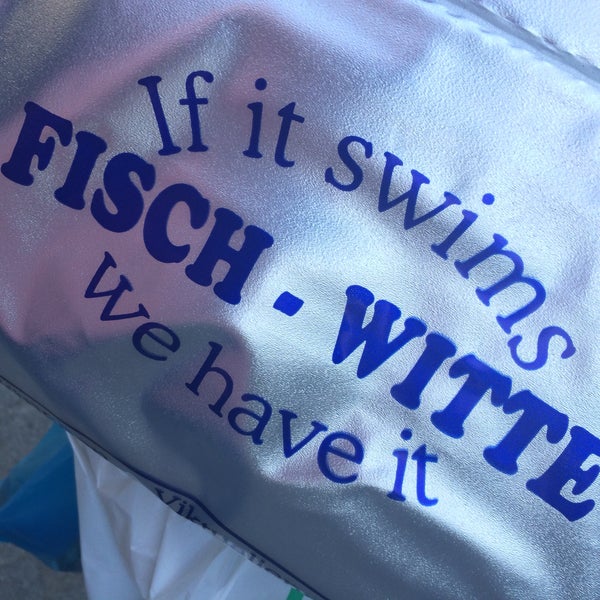 If it swims
FISCH - WITTE
we have it